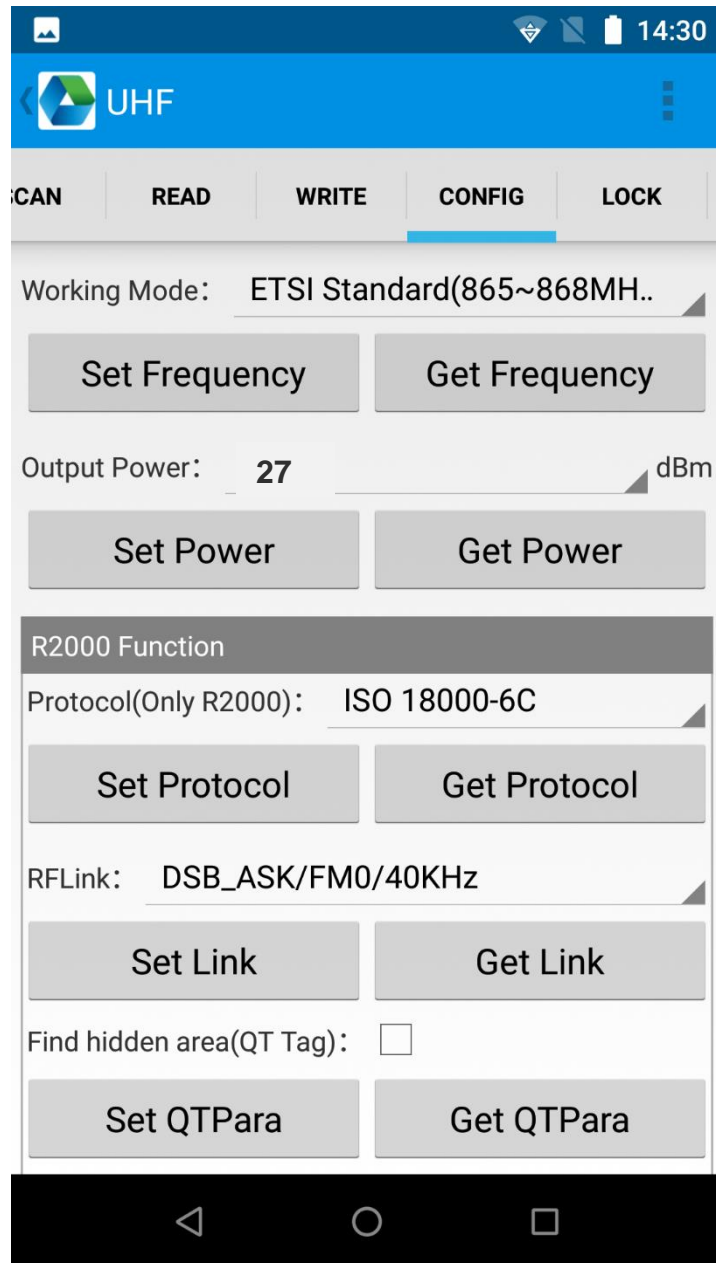 14:30
UHF
CAN READ WRITE CONFIG LOCK
Working Mode： ETSI Standard(865~868MH..
Set Frequency Get Frequency
Output Power： 27 dBm
Set Power Get Power
R2000 Function
Protocol(Only R2000)： ISO 18000-6C
Set Protocol Get Protocol
RFLink： DSB_ASK/FM0/40KHz
Set Link Get Link
Find hidden area(QT Tag)：
Set QTPara Get QTPara